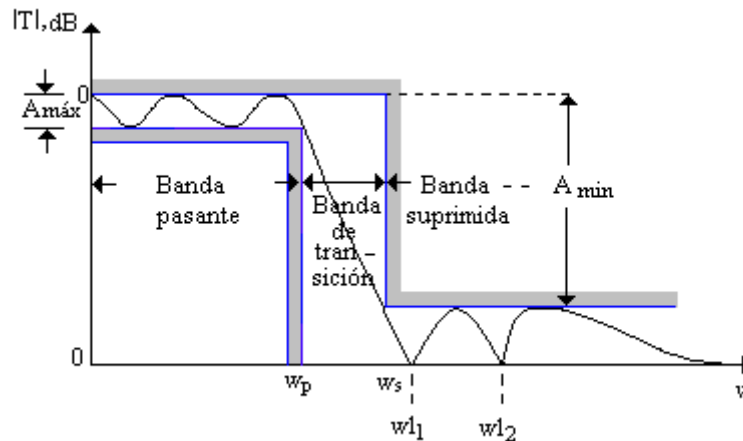 |T|,dB
0
Amáx
Banda
pasante
Banda
de
tran -
sición
Banda
suprimida
A min
0
wp
ws
w
wl1
wl2